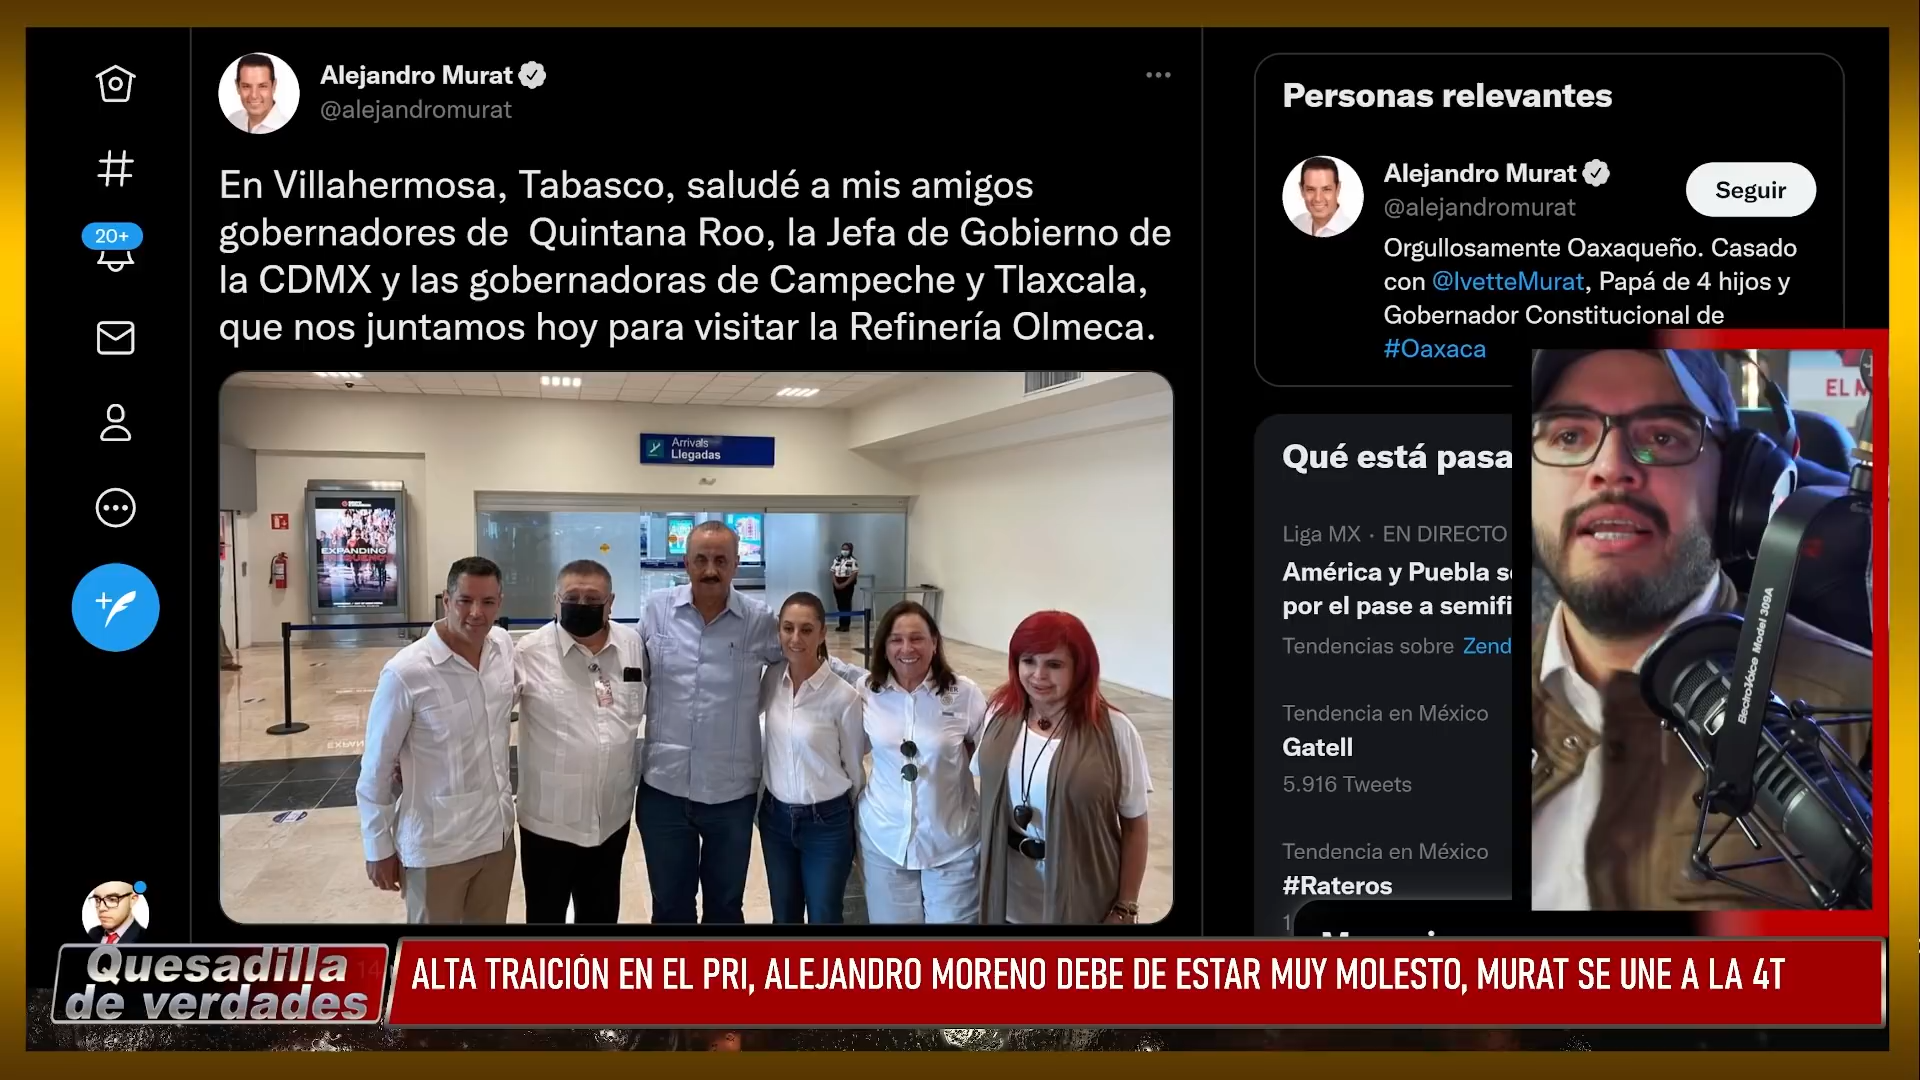 Alejandro Murat
@alejandromurat
En Villahermosa, Tabasco, saludé a mis amigos
gobernadores de Quintana Roo, la Jefa de Gobierno de
la CDMX y las gobernadoras de Campeche y Tlaxcala,
que nos juntamos hoy para visitar la Refinería Olmeca.
20+
Arrivals
Llegadas
EXPANDING
Personas relevantes
Alejandro Murat
@alejandromurat
Seguir
Orgullosamente Oaxaqueño. Casado
con @IvetteMurat, Papá de 4 hijos y
Gobernador Constitucional de
#Oaxaca
Qué está pasa
Liga MX · EN DIRECTO
América y Puebla s
por el pase a semifi
Tendencias sobre Zend
Tendencia en México
Gatell
5.916 Tweets
Tendencia en México
#Rateros
EL M
Model 309A
Quesadilla
de verdades
ALTA TRAICIÓN EN EL PRI, ALEJANDRO MORENO DEBE DE ESTAR MUY MOLESTO, MURAT SE UNE A LA 4T